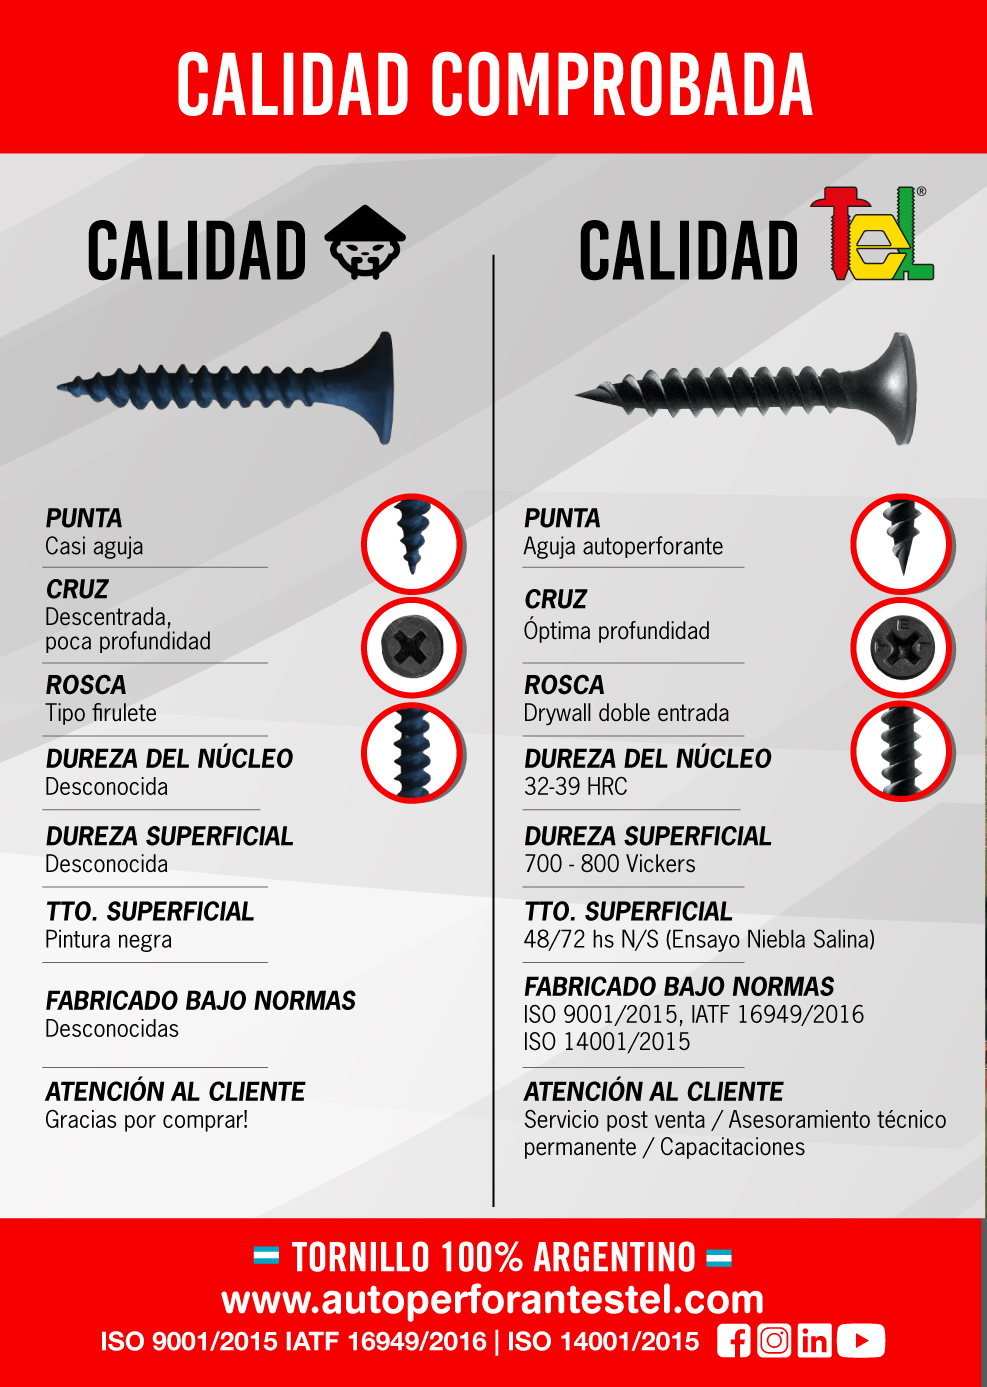 CALIDAD COMPROBADA
CALIDAD
PUNTA
Casi aguja
CRUZ
Descentrada,
poca profundidad
ROSCA
Tipo firulete
DUREZA DEL NÚCLEO
Desconocida
DUREZA SUPERFICIAL
Desconocida
TTO. SUPERFICIAL
Pintura negra
FABRICADO BAJO NORMAS
Desconocidas
ATENCIÓN AL CLIENTE
Gracias por comprar!
CALIDAD TEL®
PUNTA
Aguja autoperforante
CRUZ
Óptima profundidad
ROSCA
Drywall doble entrada
DUREZA DEL NÚCLEO
32-39 HRC
DUREZA SUPERFICIAL
700 - 800 Vickers
TTO. SUPERFICIAL
48/72 hs N/S (Ensayo Niebla Salina)
FABRICADO BAJO NORMAS
ISO 9001/2015, IATF 16949/2016
ISO 14001/2015
ATENCIÓN AL CLIENTE
Servicio post venta / Asesoramiento técnico
permanente / Capacitaciones
TORNILLO 100% ARGENTINO
www.autoperforantestel.com
ISO 9001/2015 IATF 16949/2016 | ISO 14001/2015